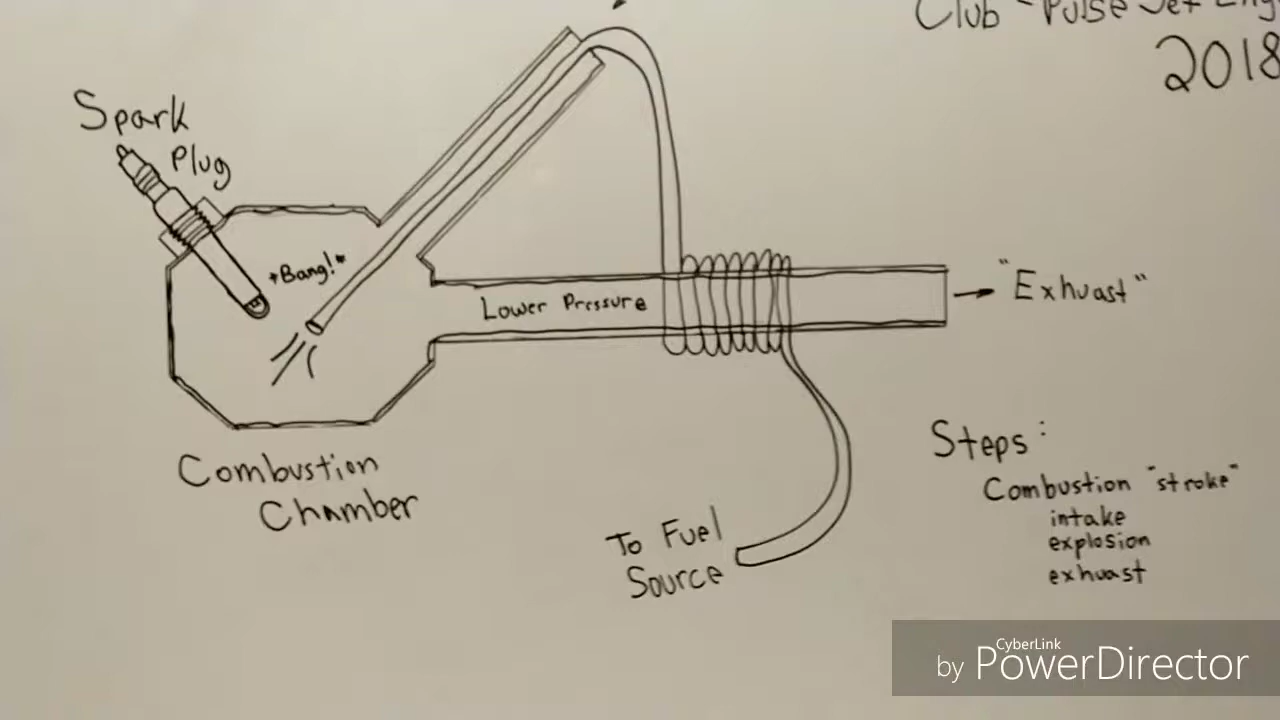 Club - Pulse Jet
2018
Spark
Plug
*Bang!*
Lower Pressure
"Exhuast"
Combustion
Chamber
To Fuel
Source
Steps:
Combustion "stroke"
intake
explosion
exhuast
CyberLink
by PowerDirector